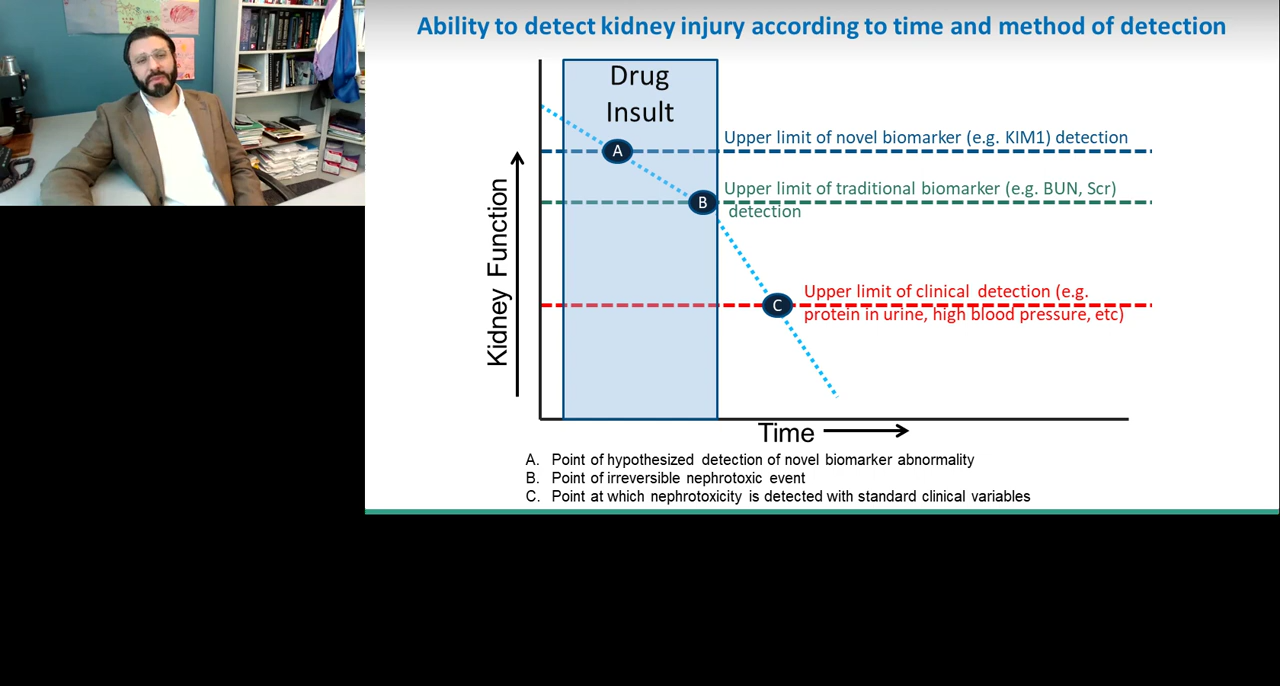 Ability to detect kidney injury according to time and method of detection
Drug
Insult
Upper limit of novel biomarker (e.g. KIM1) detection
A
Upper limit of traditional biomarker (e.g. BUN, Scr)
detection
B
Upper limit of clinical detection (e.g.
protein in urine, high blood pressure, etc)
C
Kidney Function
Time
A. Point of hypothesized detection of novel biomarker abnormality
B. Point of irreversible nephrotoxic event
C. Point at which nephrotoxicity is detected with standard clinical variables